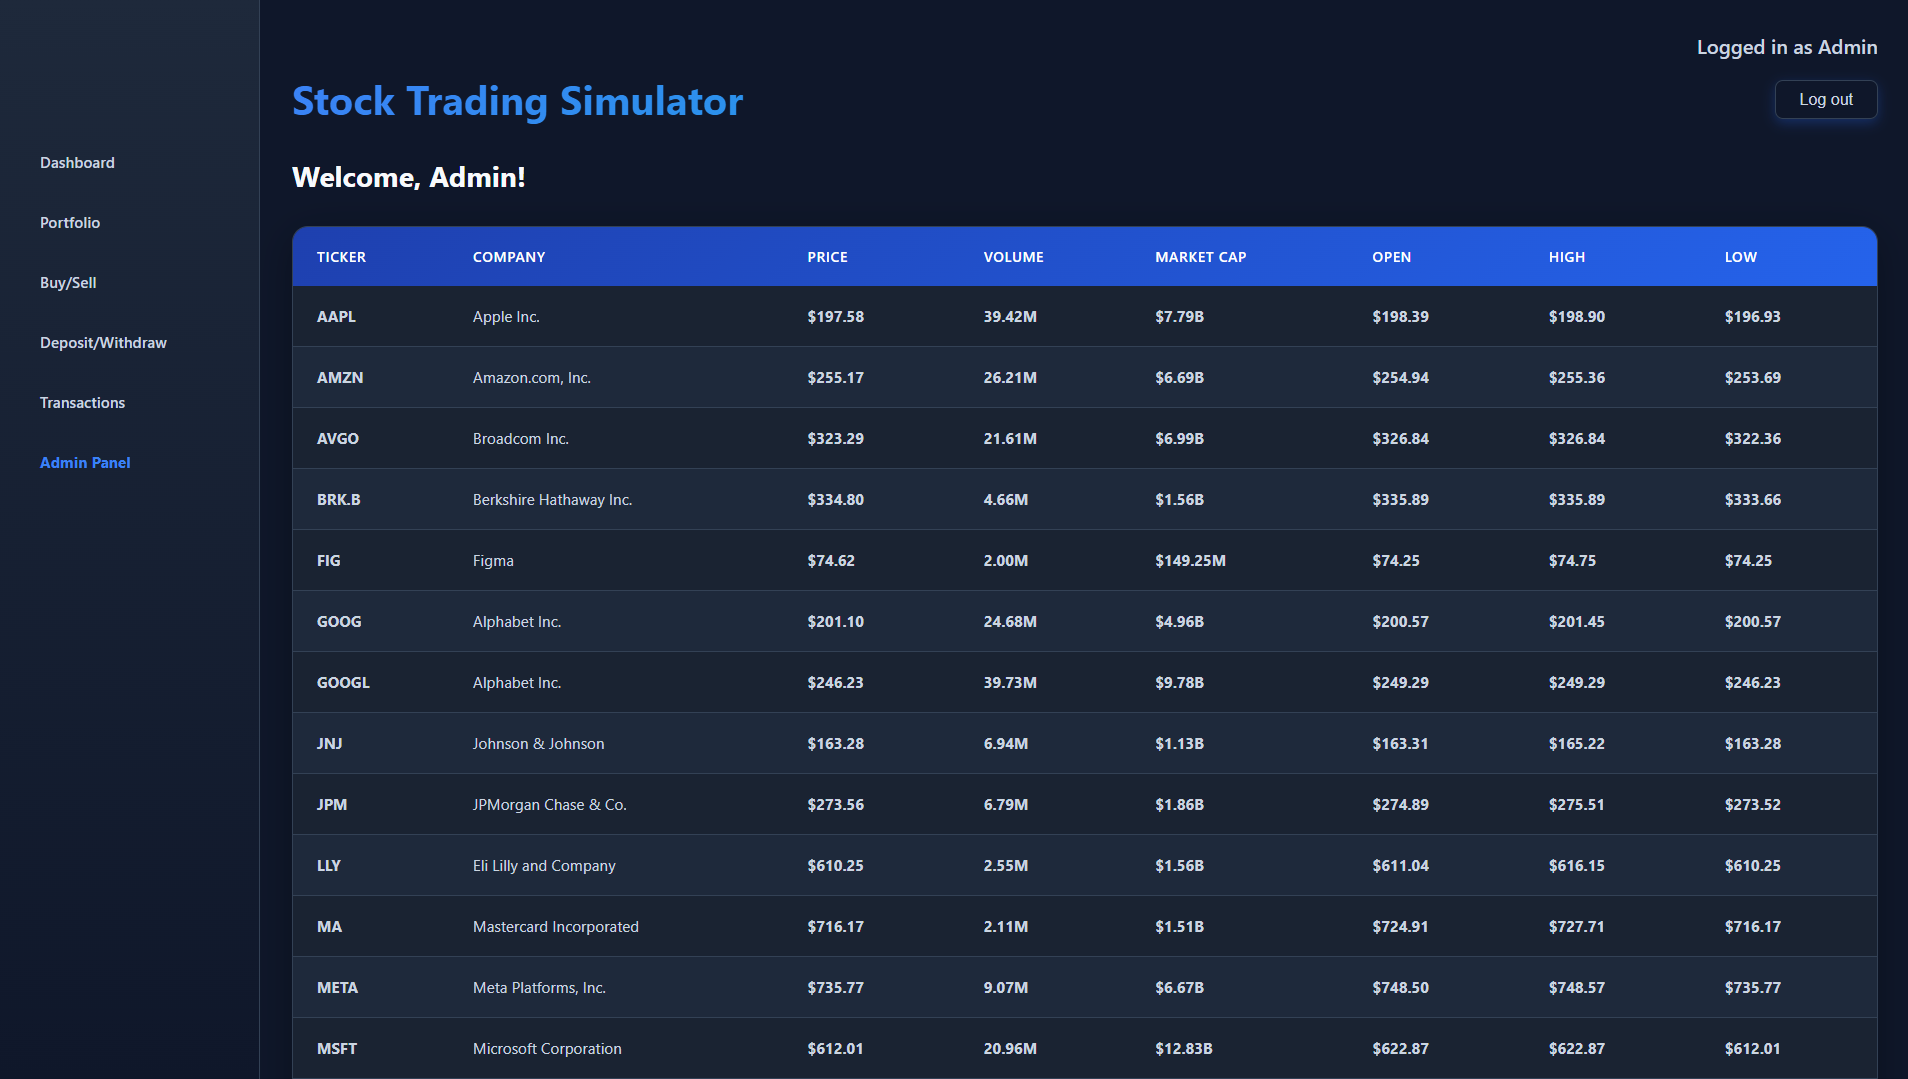 Logged in as Admin
Stock Trading Simulator
Log out
Welcome, Admin!
Dashboard
Portfolio
Buy/Sell
Deposit/Withdraw
Transactions
Admin Panel
TICKER COMPANY PRICE VOLUME MARKET CAP OPEN HIGH LOW
AAPL Apple Inc. $197.58 39.42M $7.79B $198.39 $198.90 $196.93
AMZN Amazon.com, Inc. $255.17 26.21M $6.69B $254.94 $255.36 $253.69
AVGO Broadcom Inc. $323.29 21.61M $6.99B $326.84 $326.84 $322.36
BRK.B Berkshire Hathaway Inc. $334.80 4.66M $1.56B $335.89 $335.89 $333.66
FIG Figma $74.62 2.00M $149.25M $74.25 $74.75 $74.25
GOOG Alphabet Inc. $201.10 24.68M $4.96B $200.57 $201.45 $200.57
GOOGL Alphabet Inc. $246.23 39.73M $9.78B $249.29 $249.29 $246.23
JNJ Johnson & Johnson $163.28 6.94M $1.13B $163.31 $165.22 $163.28
JPM JPMorgan Chase & Co. $273.56 6.79M $1.86B $274.89 $275.51 $273.52
LLY Eli Lilly and Company $610.25 2.55M $1.56B $611.04 $616.15 $610.25
MA Mastercard Incorporated $716.17 2.11M $1.51B $724.91 $727.71 $716.17
META Meta Platforms, Inc. $735.77 9.07M $6.67B $748.50 $748.57 $735.77
MSFT Microsoft Corporation $612.01 20.96M $12.83B $622.87 $622.87 $612.01